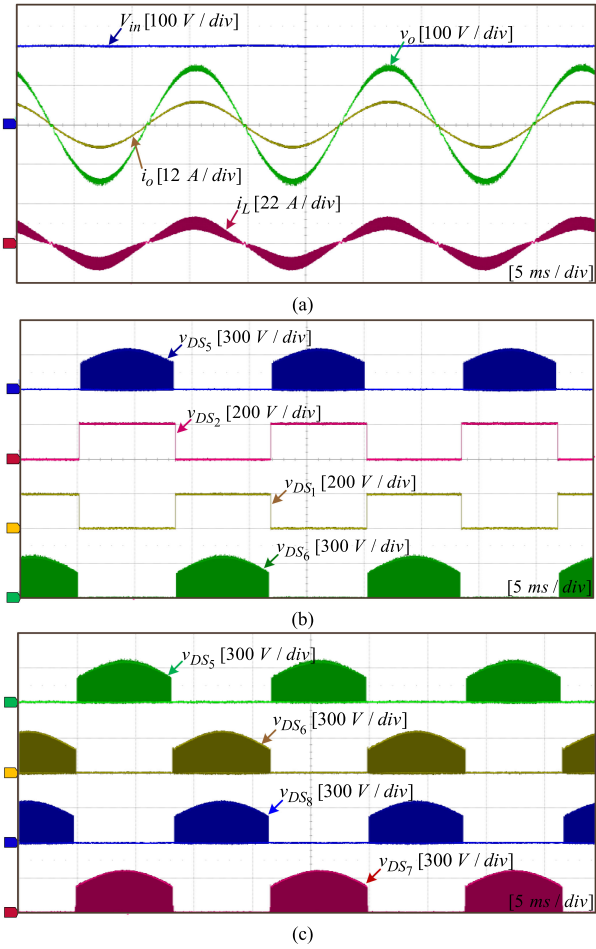 V_in [100 V / div]
v_o [100 V / div]
i_o [12 A / div]
i_L [22 A / div]
[5 ms / div]
(a)
v_DS5 [300 V / div]
v_DS2 [200 V / div]
v_DS1 [200 V / div]
v_DS6 [300 V / div]
[5 ms / div]
(b)
v_DS5 [300 V / div]
v_DS6 [300 V / div]
v_DS8 [300 V / div]
v_DS7 [300 V / div]
[5 ms / div]
(c)